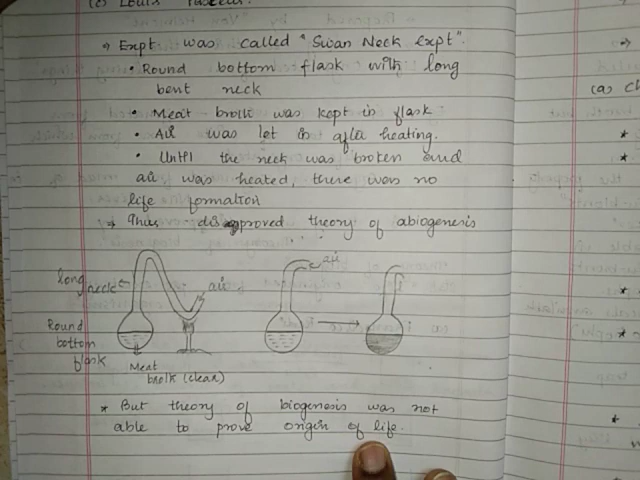 (c) Louis Pasteur.
→ Expt was called "Swan Neck expt".
• Round bottom flask with long
bent neck
• Meat broth was kept in flask.
• Air was let in after heating.
• Until the neck was broken and
air was heated, there was no
life formation
→ Thus disapproved theory of abiogenesis
long neck ←
air
air
Round
bottom
flask
Meat
broth (clear)
* But theory of biogenesis was not
able to prove origin of life.
(a) Ch